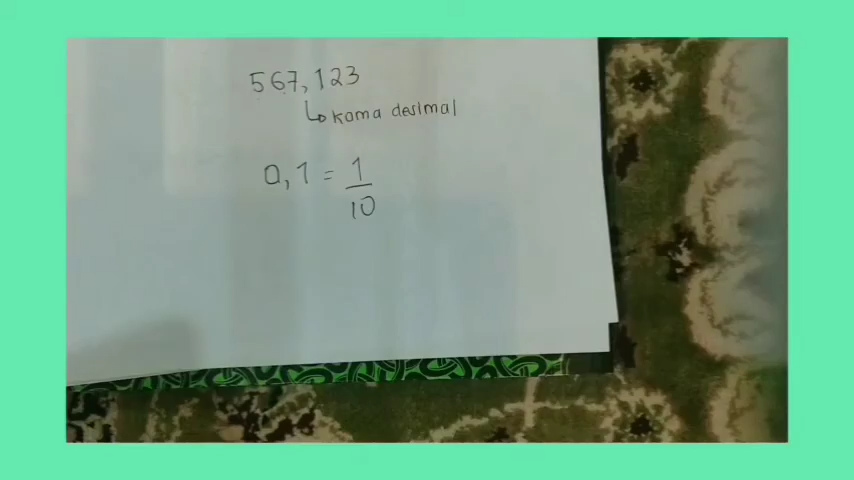 567,123
↳ koma desimal
0,1 = 1/10